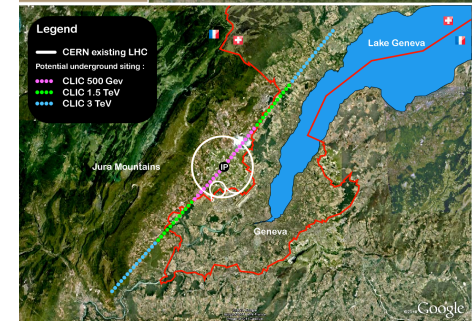 Legend
CERN existing LHC
Potential underground siting :
CLIC 500 Gev
CLIC 1.5 TeV
CLIC 3 TeV
Lake Geneva
Jura Mountains
IP
Geneva
Google